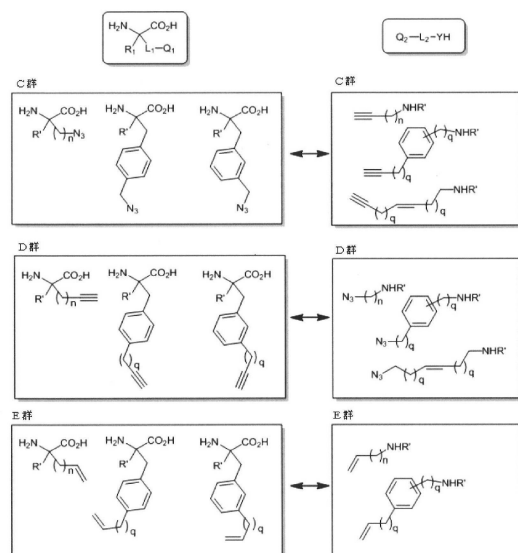 H₂N CO₂H
R₁ L₁-Q₁
Q₂-L₂-YH
C群
C群
H₂N CO₂H
R' ( )n N₃
H₂N CO₂H
R'
N₃
H₂N CO₂H
R'
N₃
( )n NHR'
( )q NHR'
( )q
( )q ( )q NHR'
D群
D群
H₂N CO₂H
R' ( )n
H₂N CO₂H
R'
( )q
H₂N CO₂H
R'
( )q
N₃ ( )n NHR'
( )q NHR'
N₃ ( )q
N₃ ( )q ( )q NHR'
E群
E群
H₂N CO₂H
R' ( )n
H₂N CO₂H
R'
( )q
H₂N CO₂H
R'
( )q
( )n NHR'
( )q NHR'
( )q